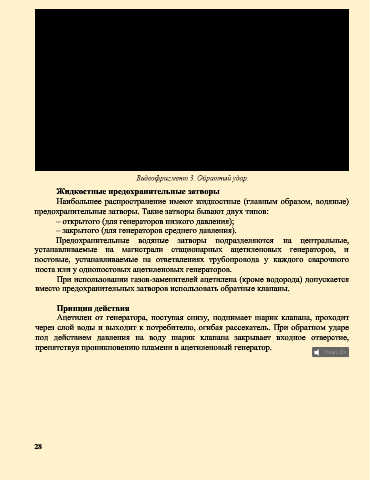 Видеофрагмент 3. Обратный удар.
Жидкостные предохранительные затворы
Наибольшее распространение имеют жидкостные (главным образом, водяные)
предохранительные затворы. Такие затворы бывают двух типов:
– открытого (для генераторов низкого давления);
– закрытого (для генераторов среднего давления).
Предохранительные водяные затворы подразделяются на центральные,
устанавливаемые на магистрали стационарных ацетиленовых генераторов, и
постовые, устанавливаемые на ответвлениях трубопровода у каждого сварочного
поста или у однопостовых ацетиленовых генераторов.
При использовании газов-заменителей ацетилена (кроме водорода) допускается
вместо предохранительных затворов использовать обратные клапаны.
Принцип действия
Ацетилен от генератора, поступая снизу, поднимает шарик клапана, проходит
через слой воды и выходит к потребителю, огибая рассекатель. При обратном ударе
под действием давления на воду шарик клапана закрывает входное отверстие,
препятствуя проникновению пламени в ацетиленовый генератор.
28